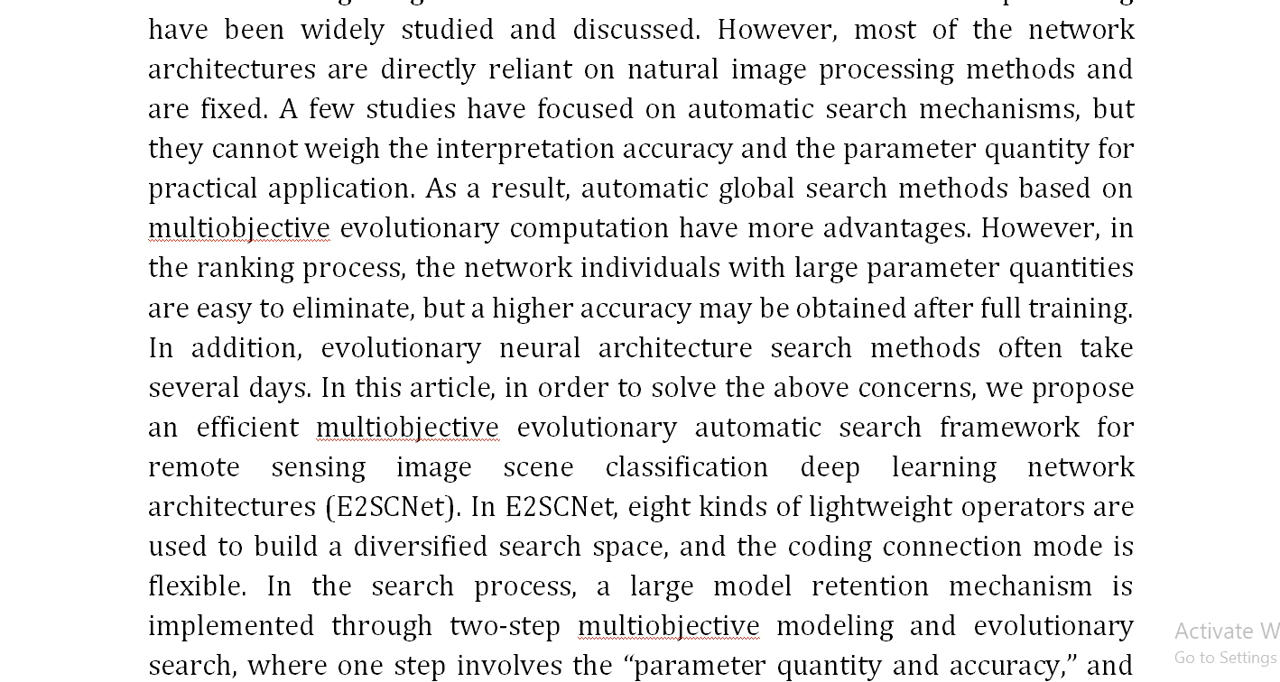 have been widely studied and discussed. However, most of the network
architectures are directly reliant on natural image processing methods and
are fixed. A few studies have focused on automatic search mechanisms, but
they cannot weigh the interpretation accuracy and the parameter quantity for
practical application. As a result, automatic global search methods based on
multiobjective evolutionary computation have more advantages. However, in
the ranking process, the network individuals with large parameter quantities
are easy to eliminate, but a higher accuracy may be obtained after full training.
In addition, evolutionary neural architecture search methods often take
several days. In this article, in order to solve the above concerns, we propose
an efficient multiobjective evolutionary automatic search framework for
remote sensing image scene classification deep learning network
architectures (E2SCNet). In E2SCNet, eight kinds of lightweight operators are
used to build a diversified search space, and the coding connection mode is
flexible. In the search process, a large model retention mechanism is
implemented through two-step multiobjective modeling and evolutionary
search, where one step involves the “parameter quantity and accuracy,” and
Activate W
Go to Settings